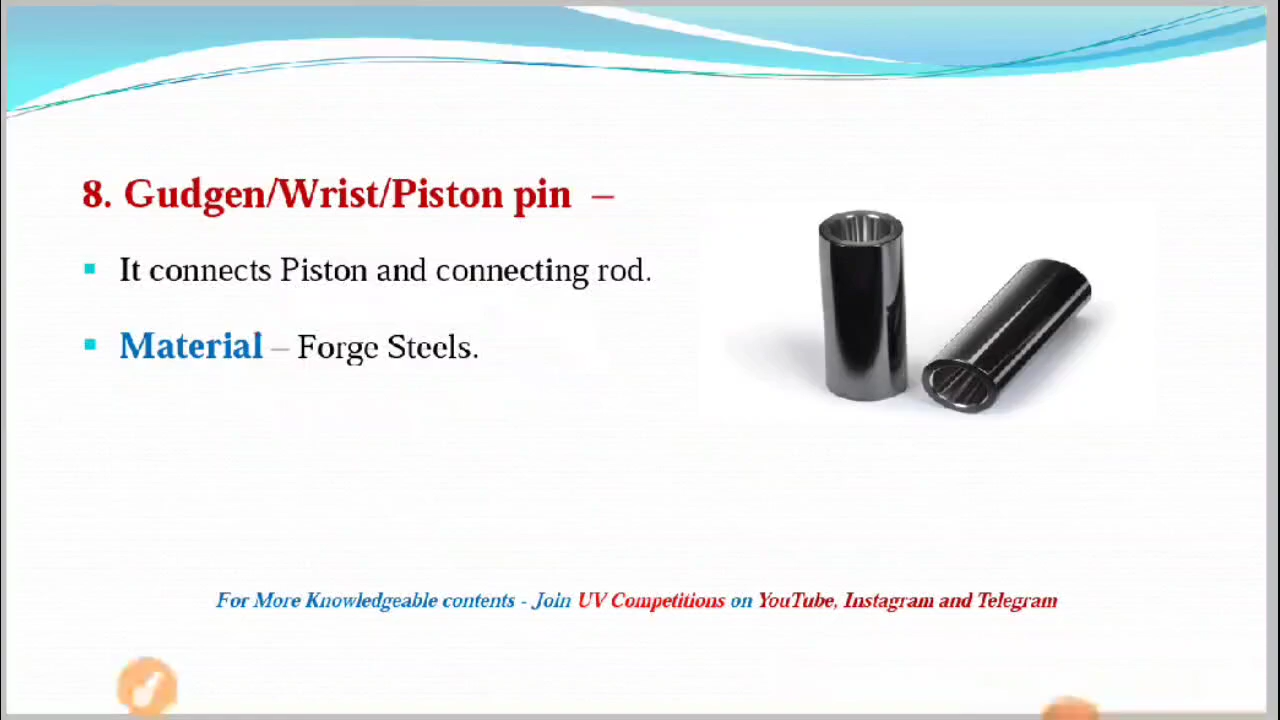 8. Gudgen/Wrist/Piston pin –
▪ It connects Piston and connecting rod.
▪ Material – Forge Steels.
For More Knowledgeable contents - Join UV Competitions on YouTube, Instagram and Telegram